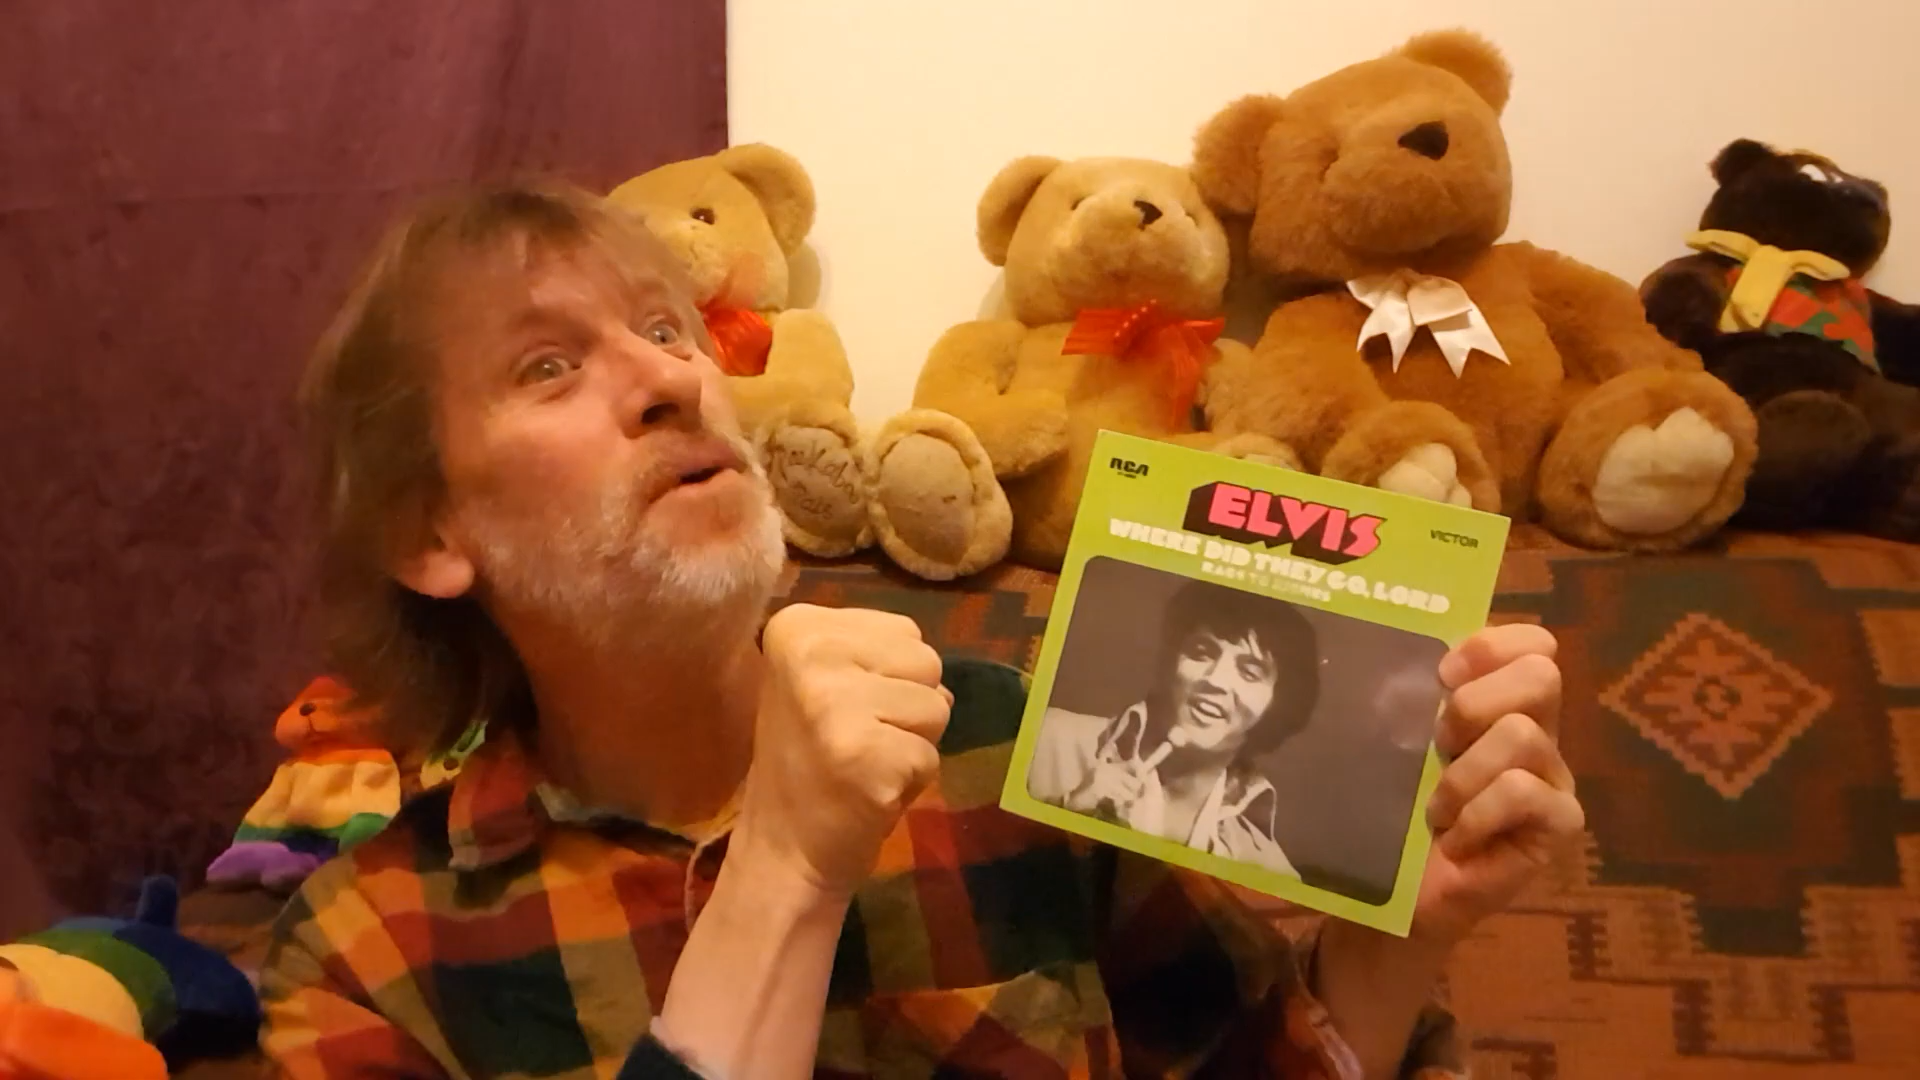 RCA
VICTOR
ELVIS
WHERE DID THEY GO, LORD
RAGS TO RICHES